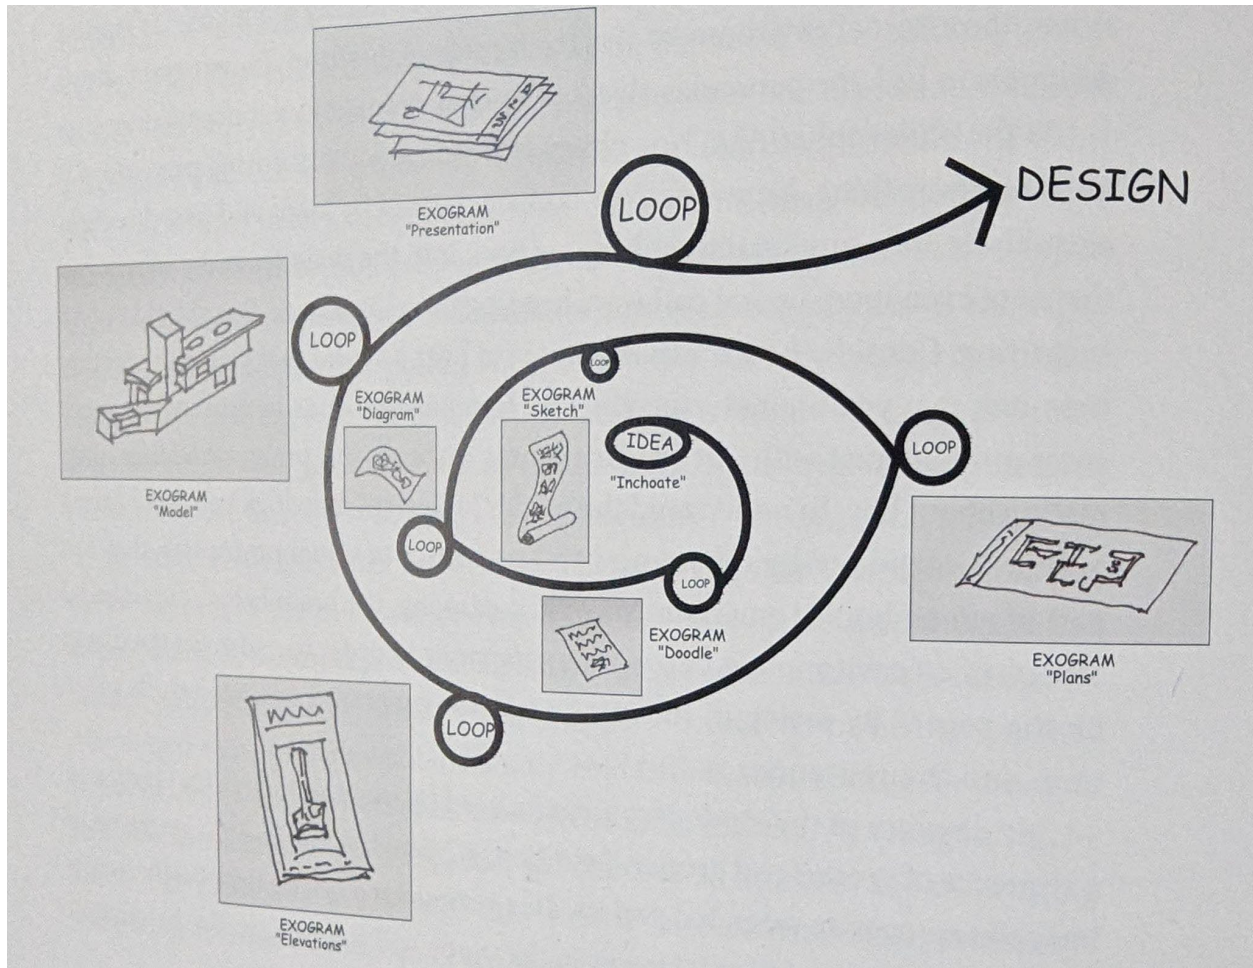 EXOGRAM
"Presentation"
LOOP
DESIGN
LOOP
EXOGRAM
"Model"
EXOGRAM
"Diagram"
EXOGRAM
"Sketch"
LOOP
IDEA
"Inchoate"
LOOP
LOOP
LOOP
EXOGRAM
"Doodle"
EXOGRAM
"Plans"
LOOP
EXOGRAM
"Elevations"